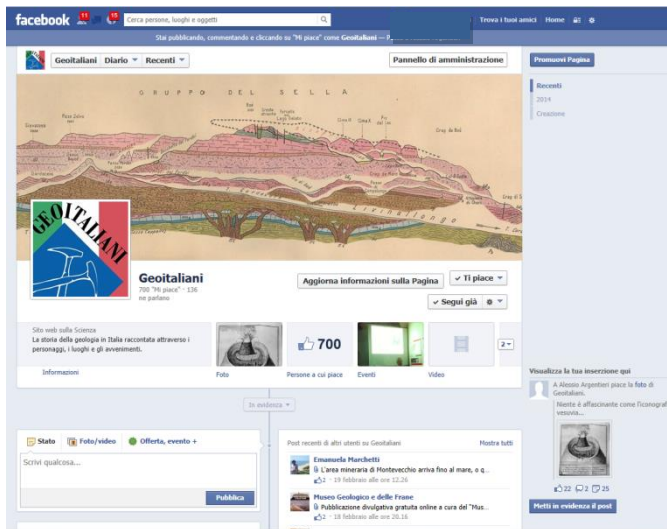 facebook 11 15 Cerca persone, luoghi e oggetti Trova i tuoi amici Home
Stai pubblicando, commentando e cliccando su "Mi piace" come Geoitaliani —
Geoitaliani Diario Recenti Pannello di amministrazione
Promuovi Pagina
Recenti
2014
Creazione
GRUPPO DEL SELLA
GEOITALIANI
Geoitaliani
700 "Mi piace" · 136
ne parlano
Aggiorna informazioni sulla Pagina
Ti piace
Segui già
Sito web sulla Scienza
La storia della geologia in Italia raccontata attraverso i
personaggi, i luoghi e gli avvenimenti.
Informazioni
700
2
Foto Persone a cui piace Eventi Video
In evidenza
Stato Foto/video Offerta, evento +
Scrivi qualcosa...
Pubblica
Post recenti di altri utenti su Geoitaliani Mostra tutti
Emanuela Marchetti
L'area mineraria di Montevecchio arriva fino al mare, o q...
2 · 19 febbraio alle ore 12.26
Museo Geologico e delle Frane
Pubblicazione divulgativa gratuita online a cura del "Mus...
2 · 18 febbraio alle ore 20.16
Visualizza la tua inserzione qui
A Alessio Argentieri piace la foto di
Geoitaliani.
Niente è affascinante come l'iconograf
vesuvia...
22 2 25
Metti in evidenza il post